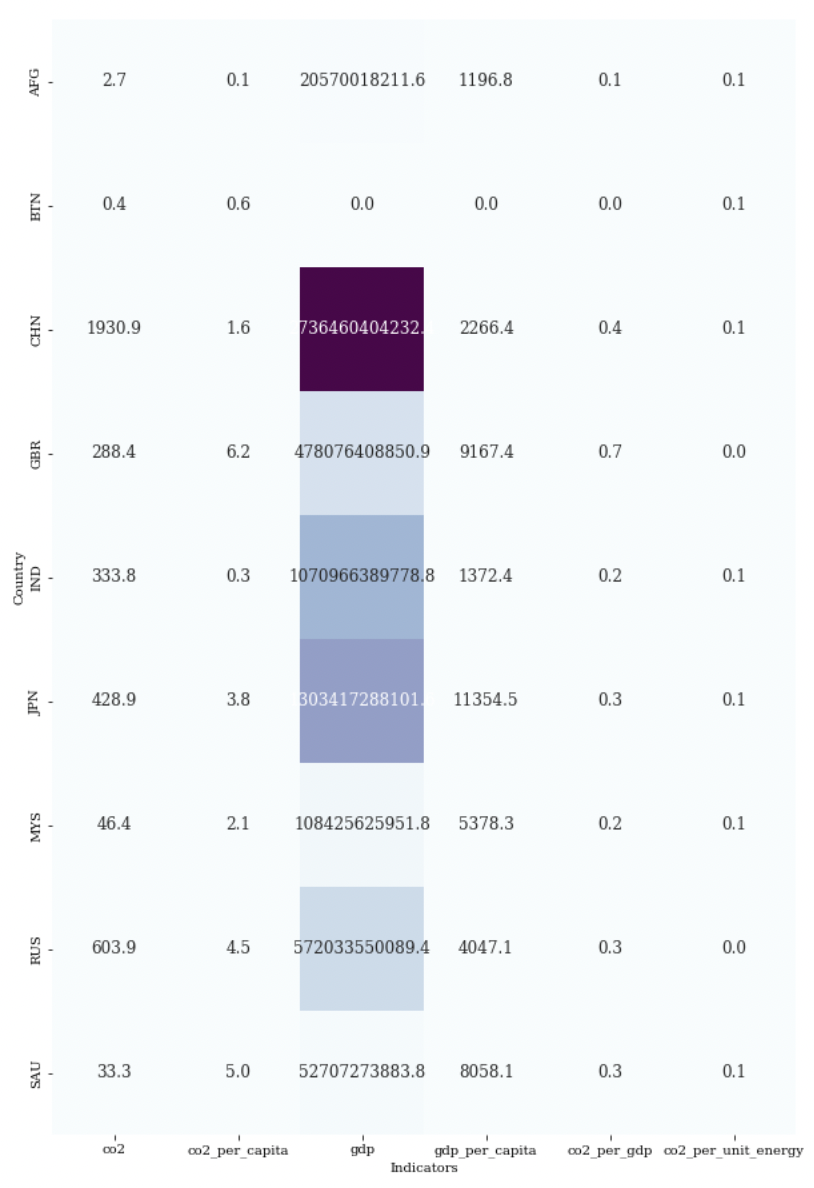 AFG 2.7 0.1 20570018211.6 1196.8 0.1 0.1
BTN 0.4 0.6 0.0 0.0 0.0 0.1
CHN 1930.9 1.6 736460404232. 2266.4 0.4 0.1
GBR 288.4 6.2 478076408850.9 9167.4 0.7 0.0
Country
IND 333.8 0.3 1070966389778.8 1372.4 0.2 0.1
JPN 428.9 3.8 303417288101. 11354.5 0.3 0.1
MYS 46.4 2.1 108425625951.8 5378.3 0.2 0.1
RUS 603.9 4.5 572033550089.4 4047.1 0.3 0.0
SAU 33.3 5.0 52707273883.8 8058.1 0.3 0.1
co2 co2_per_capita gdp gdp_per_capita co2_per_gdp co2_per_unit_energy
Indicators